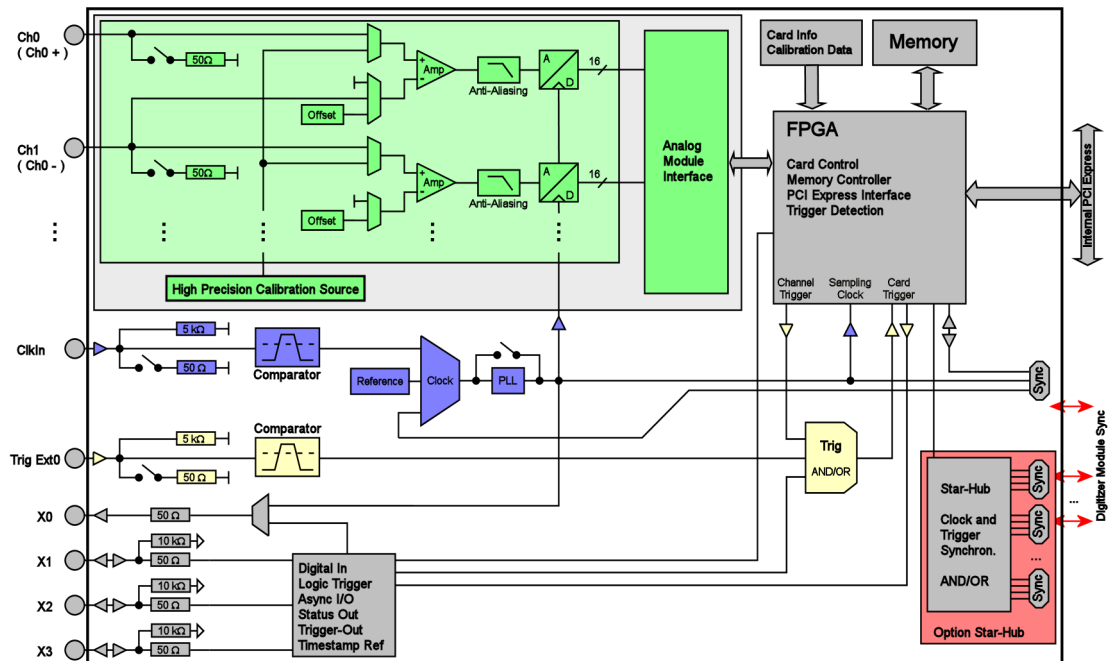 Ch0
( Ch0 + )
50Ω
Offset
+
-
Amp
Anti-Aliasing
A
D
16
Ch1
( Ch0 - )
50Ω
Offset
+
-
Amp
Anti-Aliasing
A
D
16
...
...
...
...
...
High Precision Calibration Source
Analog
Module
Interface
Card Info
Calibration Data
Memory
FPGA
Card Control
Memory Controller
PCI Express Interface
Trigger Detection
Channel
Trigger
Sampling
Clock
Card
Trigger
Internal PCI Express
ClkIn
5 kΩ
50 Ω
Comparator
Reference
Clock
PLL
Sync
Trig Ext0
5 kΩ
50 Ω
Comparator
Trig
AND/OR
X0
50 Ω
X1
10 kΩ
50 Ω
X2
10 kΩ
50 Ω
X3
10 kΩ
50 Ω
Digital In
Logic Trigger
Async I/O
Status Out
Trigger-Out
Timestamp Ref
Star-Hub
Clock and
Trigger
Synchron.
AND/OR
Sync
Sync
...
Sync
Option Star-Hub
...
Digitizer Module Sync